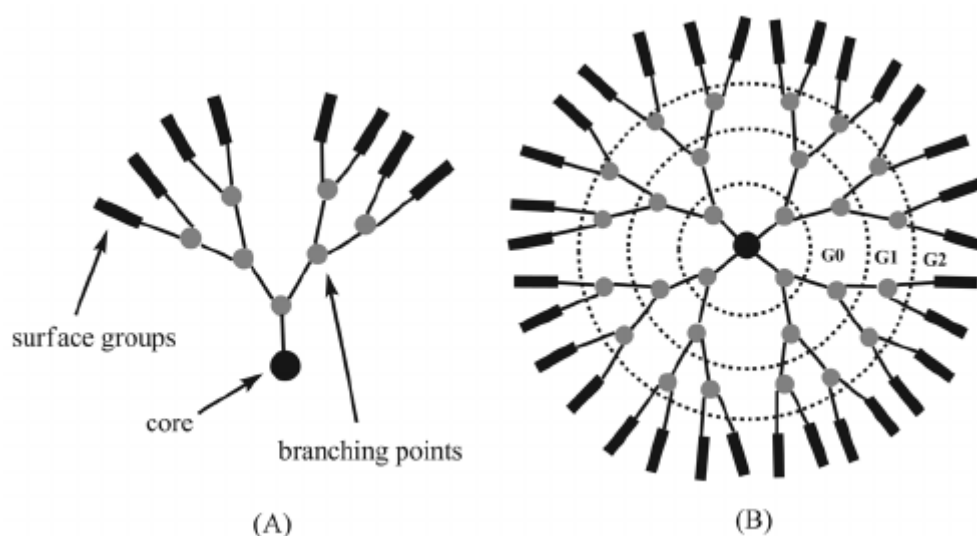 surface groups
core
branching points
(A)
G0 G1 G2
(B)